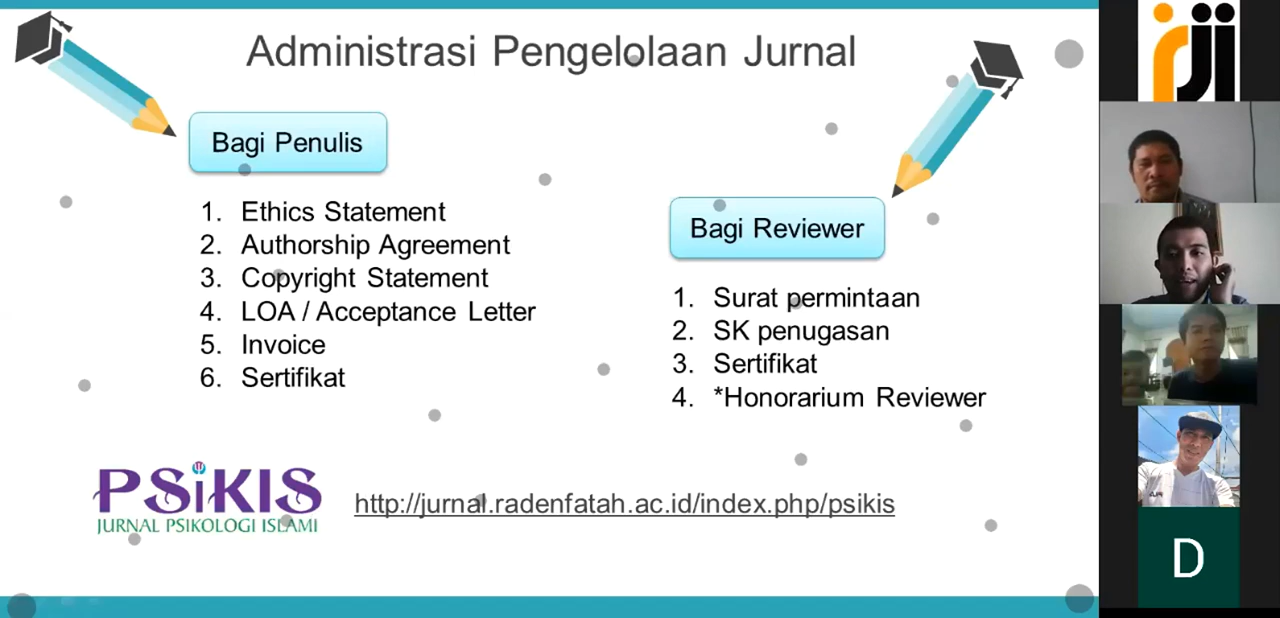 Administrasi Pengelolaan Jurnal
Bagi Penulis
1. Ethics Statement
2. Authorship Agreement
3. Copyright Statement
4. LOA / Acceptance Letter
5. Invoice
6. Sertifikat
Bagi Reviewer
1. Surat permintaan
2. SK penugasan
3. Sertifikat
4. *Honorarium Reviewer
PSiKIS
JURNAL PSIKOLOGI ISLAMI
http://jurnal.radenfatah.ac.id/index.php/psikis
rji
D